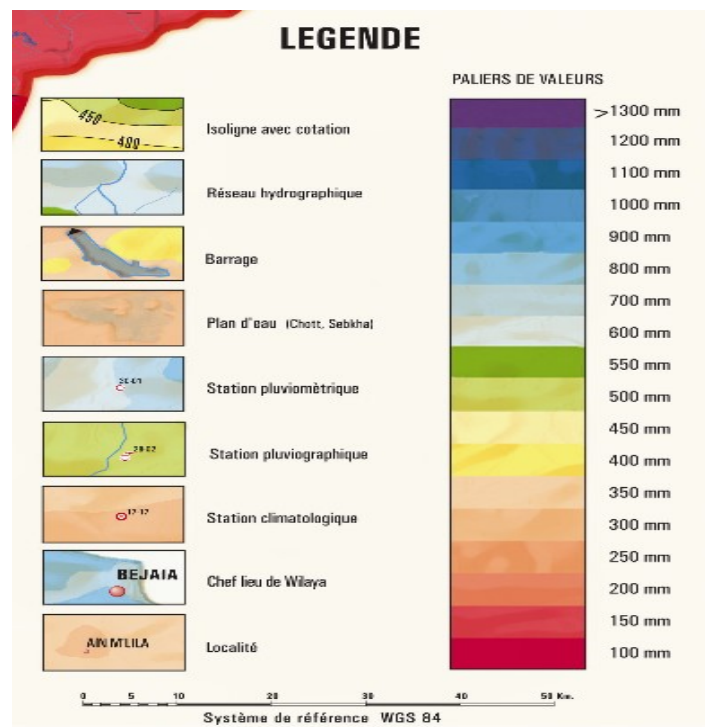 LEGENDE
PALIERS DE VALEURS
450
400
Isoligne avec cotation
Réseau hydrographique
Barrage
Plan d'eau (Chott, Sebkha)
Station pluviomètrique
Station pluviographique
12-12
Station climatologique
BEJAIA
Chef lieu de Wilaya
AIN M'LILA
Localité
>1300 mm
1200 mm
1100 mm
1000 mm
900 mm
800 mm
700 mm
600 mm
550 mm
500 mm
450 mm
400 mm
350 mm
300 mm
250 mm
200 mm
150 mm
100 mm
0 5 10 20 30 40 50 Km.
Système de référence WGS 84